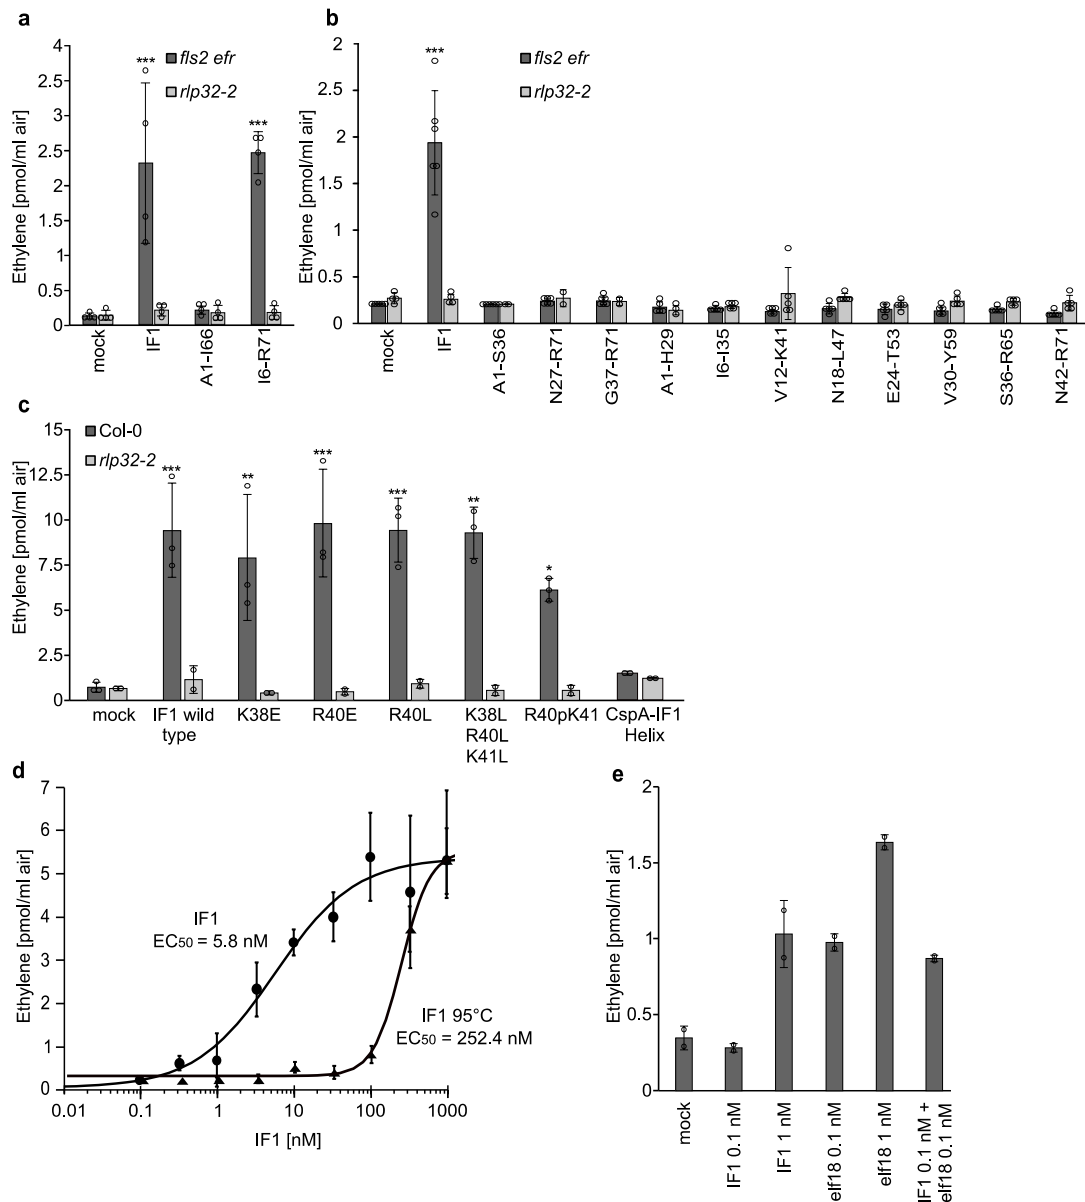 a
b
4
3.5
3
2.5
2
1.5
1
0.5
0
Ethylene [pmol/ml air]
fls2 efr
rlp32-2
***
***
mock
IF1
A1-I66
I6-R71
2
1.5
1
0.5
0
Ethylene [pmol/ml air]
***
fls2 efr
rlp32-2
mock
IF1
A1-S36
N27-R71
G37-R71
A1-H29
I6-I35
V12-K41
N18-L47
E24-T53
V30-Y59
S36-R65
N42-R71
c
15
12.5
10
7.5
5
2.5
0
Ethylene [pmol/ml air]
Col-0
rlp32-2
***
**
***
***
**
*
mock
IF1 wild
type
K38E
R40E
R40L
K38L
R40L
K41L
R40pK41
CspA-IF1
Helix
d
7
6
5
4
3
2
1
0
Ethylene [pmol/ml air]
IF1
EC50 = 5.8 nM
IF1 95°C
EC50 = 252.4 nM
0.01
0.1
1
10
100
1000
IF1 [nM]
e
2
1.5
1
0.5
0
Ethylene [pmol/ml air]
mock
IF1 0.1 nM
IF1 1 nM
elf18 0.1 nM
elf18 1 nM
IF1 0.1 nM +
elf18 0.1 nM